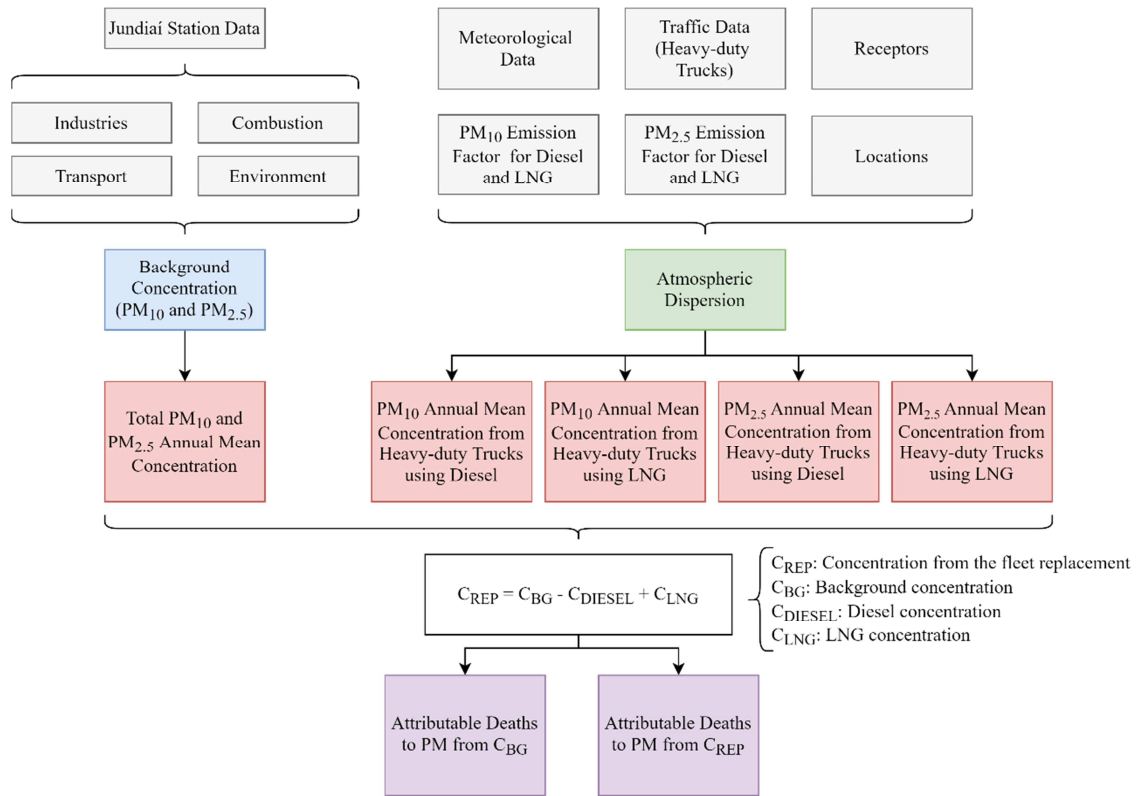 Jundiaí Station Data
Industries
Combustion
Transport
Environment
Meteorological
Data
Traffic Data
(Heavy-duty
Trucks)
Receptors
PM10 Emission
Factor for Diesel
and LNG
PM2.5 Emission
Factor for Diesel
and LNG
Locations
Background
Concentration
(PM10 and PM2.5)
Atmospheric
Dispersion
Total PM10 and
PM2.5 Annual Mean
Concentration
PM10 Annual Mean
Concentration from
Heavy-duty Trucks
using Diesel
PM10 Annual Mean
Concentration from
Heavy-duty Trucks
using LNG
PM2.5 Annual Mean
Concentration from
Heavy-duty Trucks
using Diesel
PM2.5 Annual Mean
Concentration from
Heavy-duty Trucks
using LNG
CREP = CBG - CDIESEL + CLNG
CREP: Concentration from the fleet replacement
CBG: Background concentration
CDIESEL: Diesel concentration
CLNG: LNG concentration
Attributable Deaths
to PM from CBG
Attributable Deaths
to PM from CREP